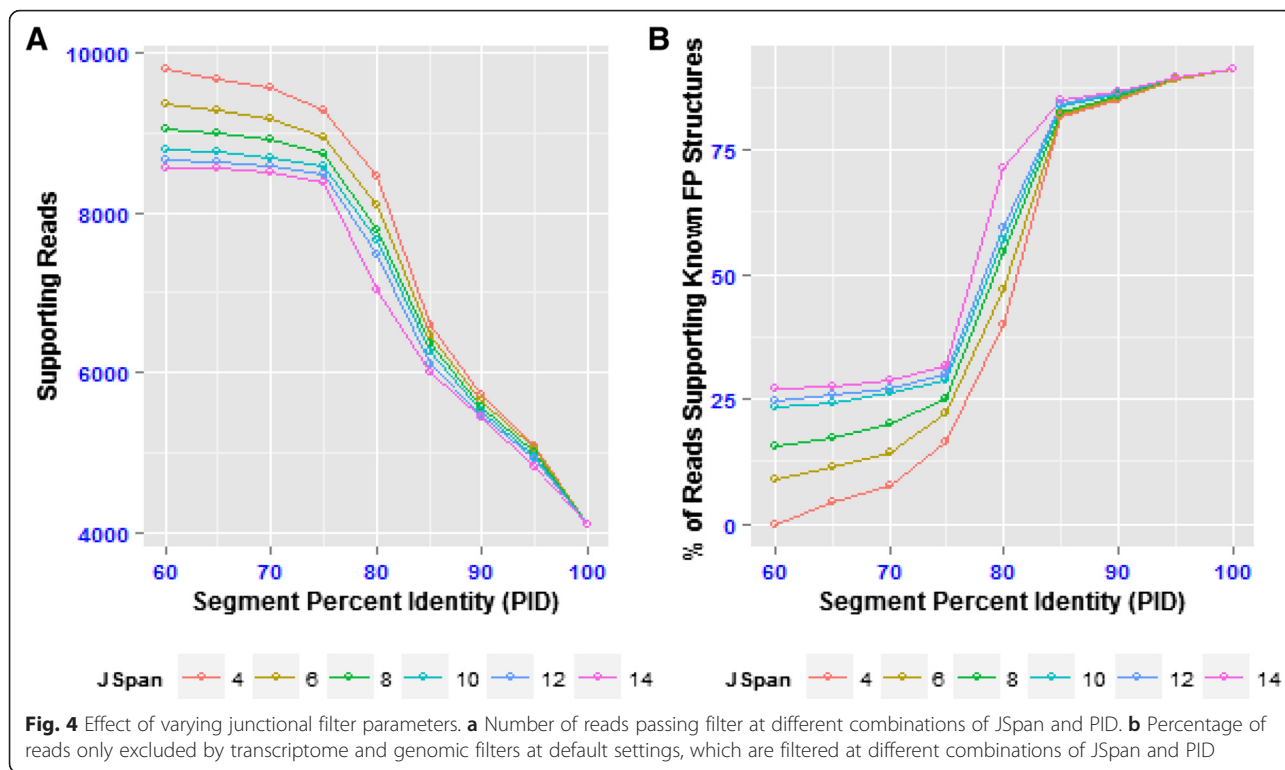 A
10000
8000
6000
4000
Supporting Reads
60 70 80 90 100
Segment Percent Identity (PID)
JSpan 4 6 8 10 12 14
B
75
50
25
0
% of Reads Supporting Known FP Structures
60 70 80 90 100
Segment Percent Identity (PID)
JSpan 4 6 8 10 12 14
Fig. 4 Effect of varying junctional filter parameters. a Number of reads passing filter at different combinations of JSpan and PID. b Percentage of
reads only excluded by transcriptome and genomic filters at default settings, which are filtered at different combinations of JSpan and PID